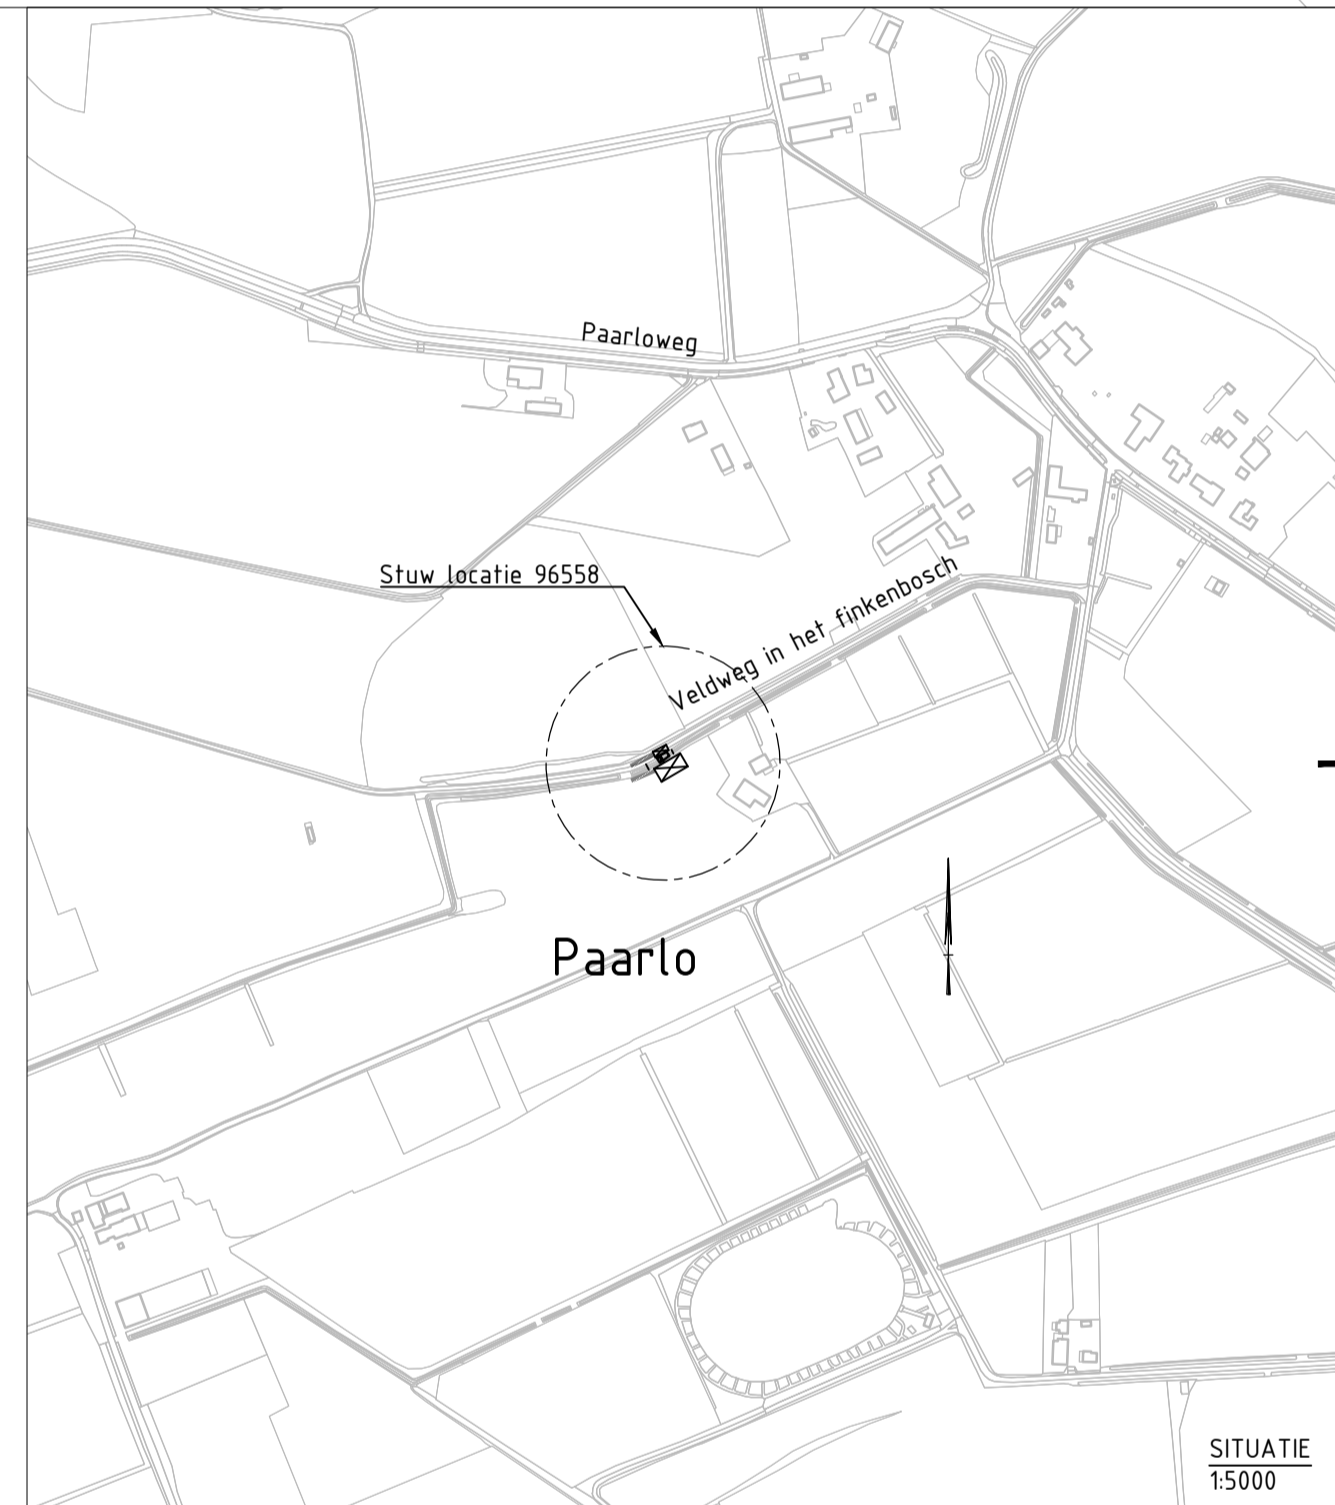 Paarloweg
Stuw locatie 96558
Veldweg in het finkenbosch
Paarlo
SITUATIE
1:5000